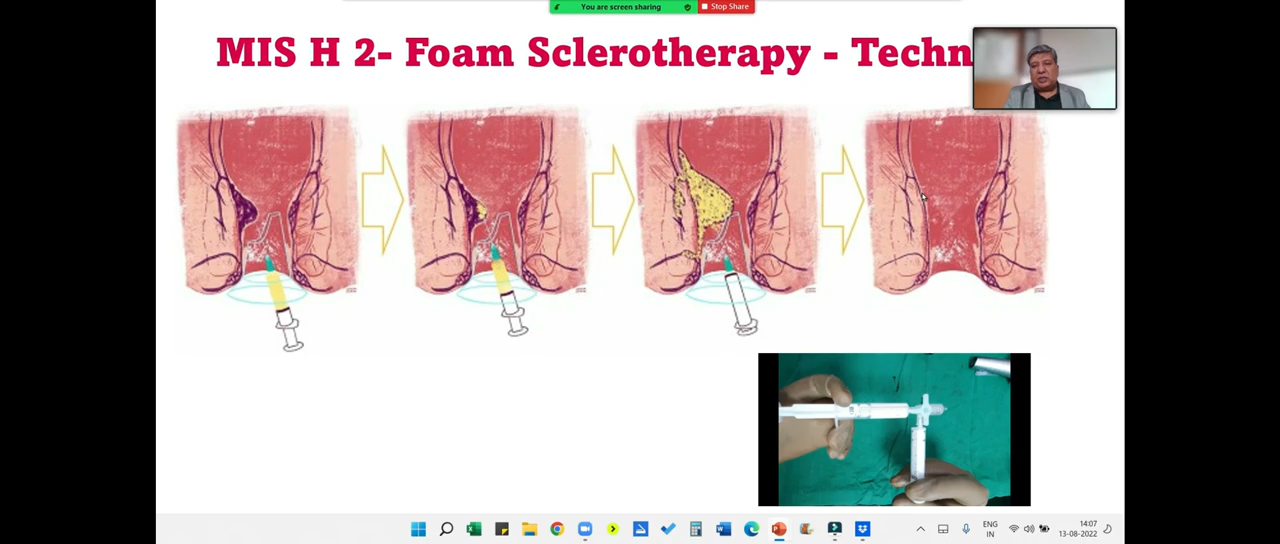 You are screen sharing
Stop Share
MIS H 2- Foam Sclerotherapy - Techn
ENG
IN
14:07
13-08-2022